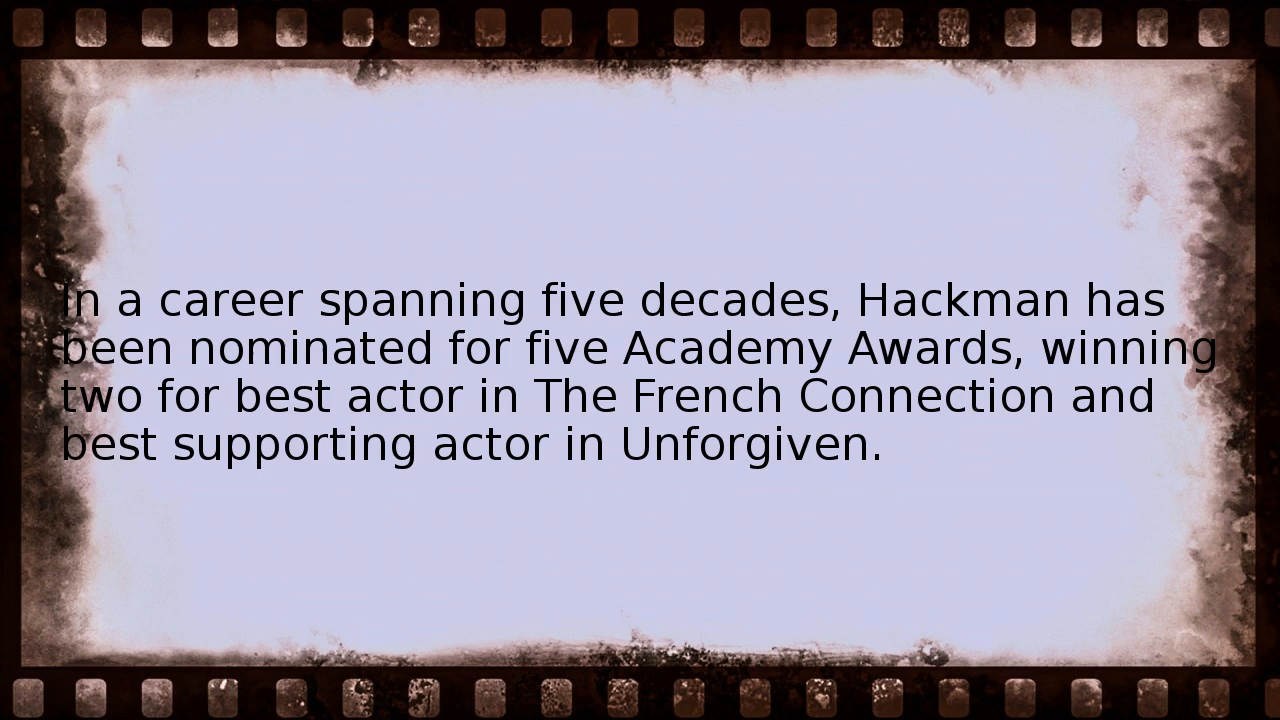 In a career spanning five decades, Hackman has
been nominated for five Academy Awards, winning
two for best actor in The French Connection and
best supporting actor in Unforgiven.